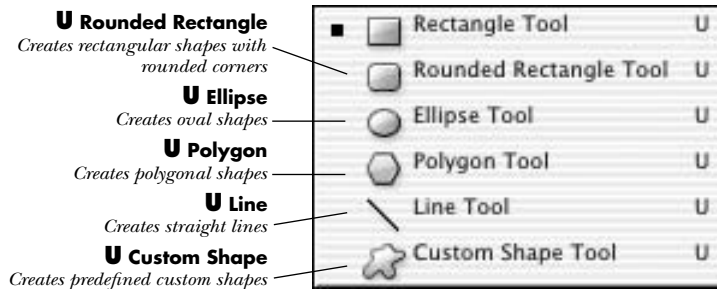 U Rounded Rectangle
Creates rectangular shapes with
rounded corners
U Ellipse
Creates oval shapes
U Polygon
Creates polygonal shapes
U Line
Creates straight lines
U Custom Shape
Creates predefined custom shapes
Rectangle Tool U
Rounded Rectangle Tool U
Ellipse Tool U
Polygon Tool U
Line Tool U
Custom Shape Tool U